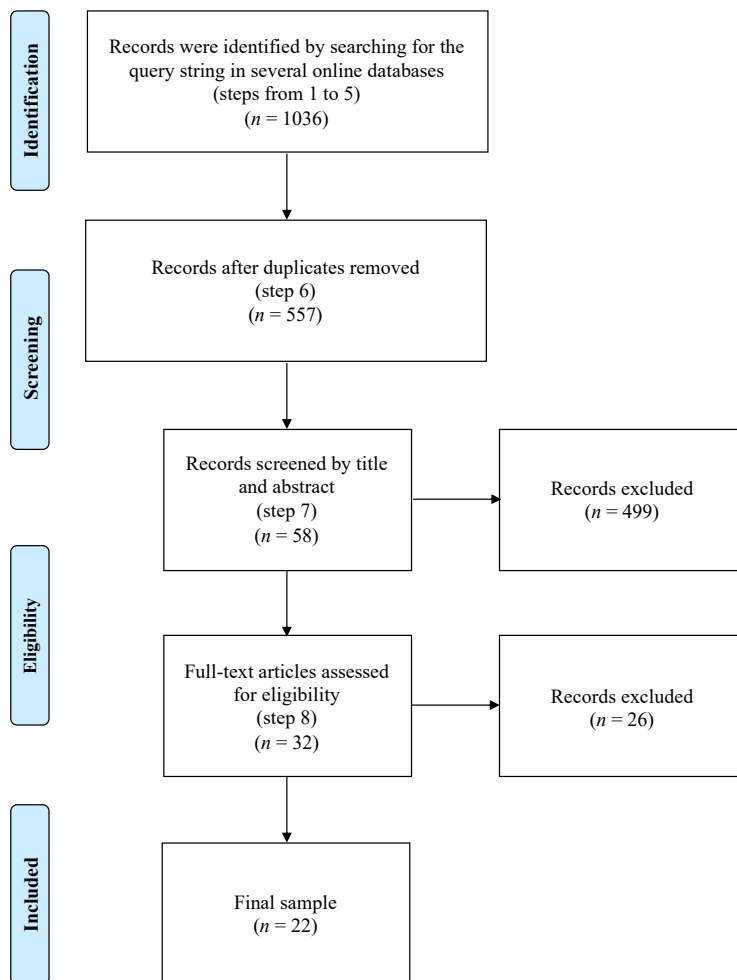 Identification
Records were identified by searching for the
query string in several online databases
(steps from 1 to 5)
(n = 1036)
Screening
Records after duplicates removed
(step 6)
(n = 557)
Records screened by title
and abstract
(step 7)
(n = 58)
Records excluded
(n = 499)
Eligibility
Full-text articles assessed
for eligibility
(step 8)
(n = 32)
Records excluded
(n = 26)
Included
Final sample
(n = 22)